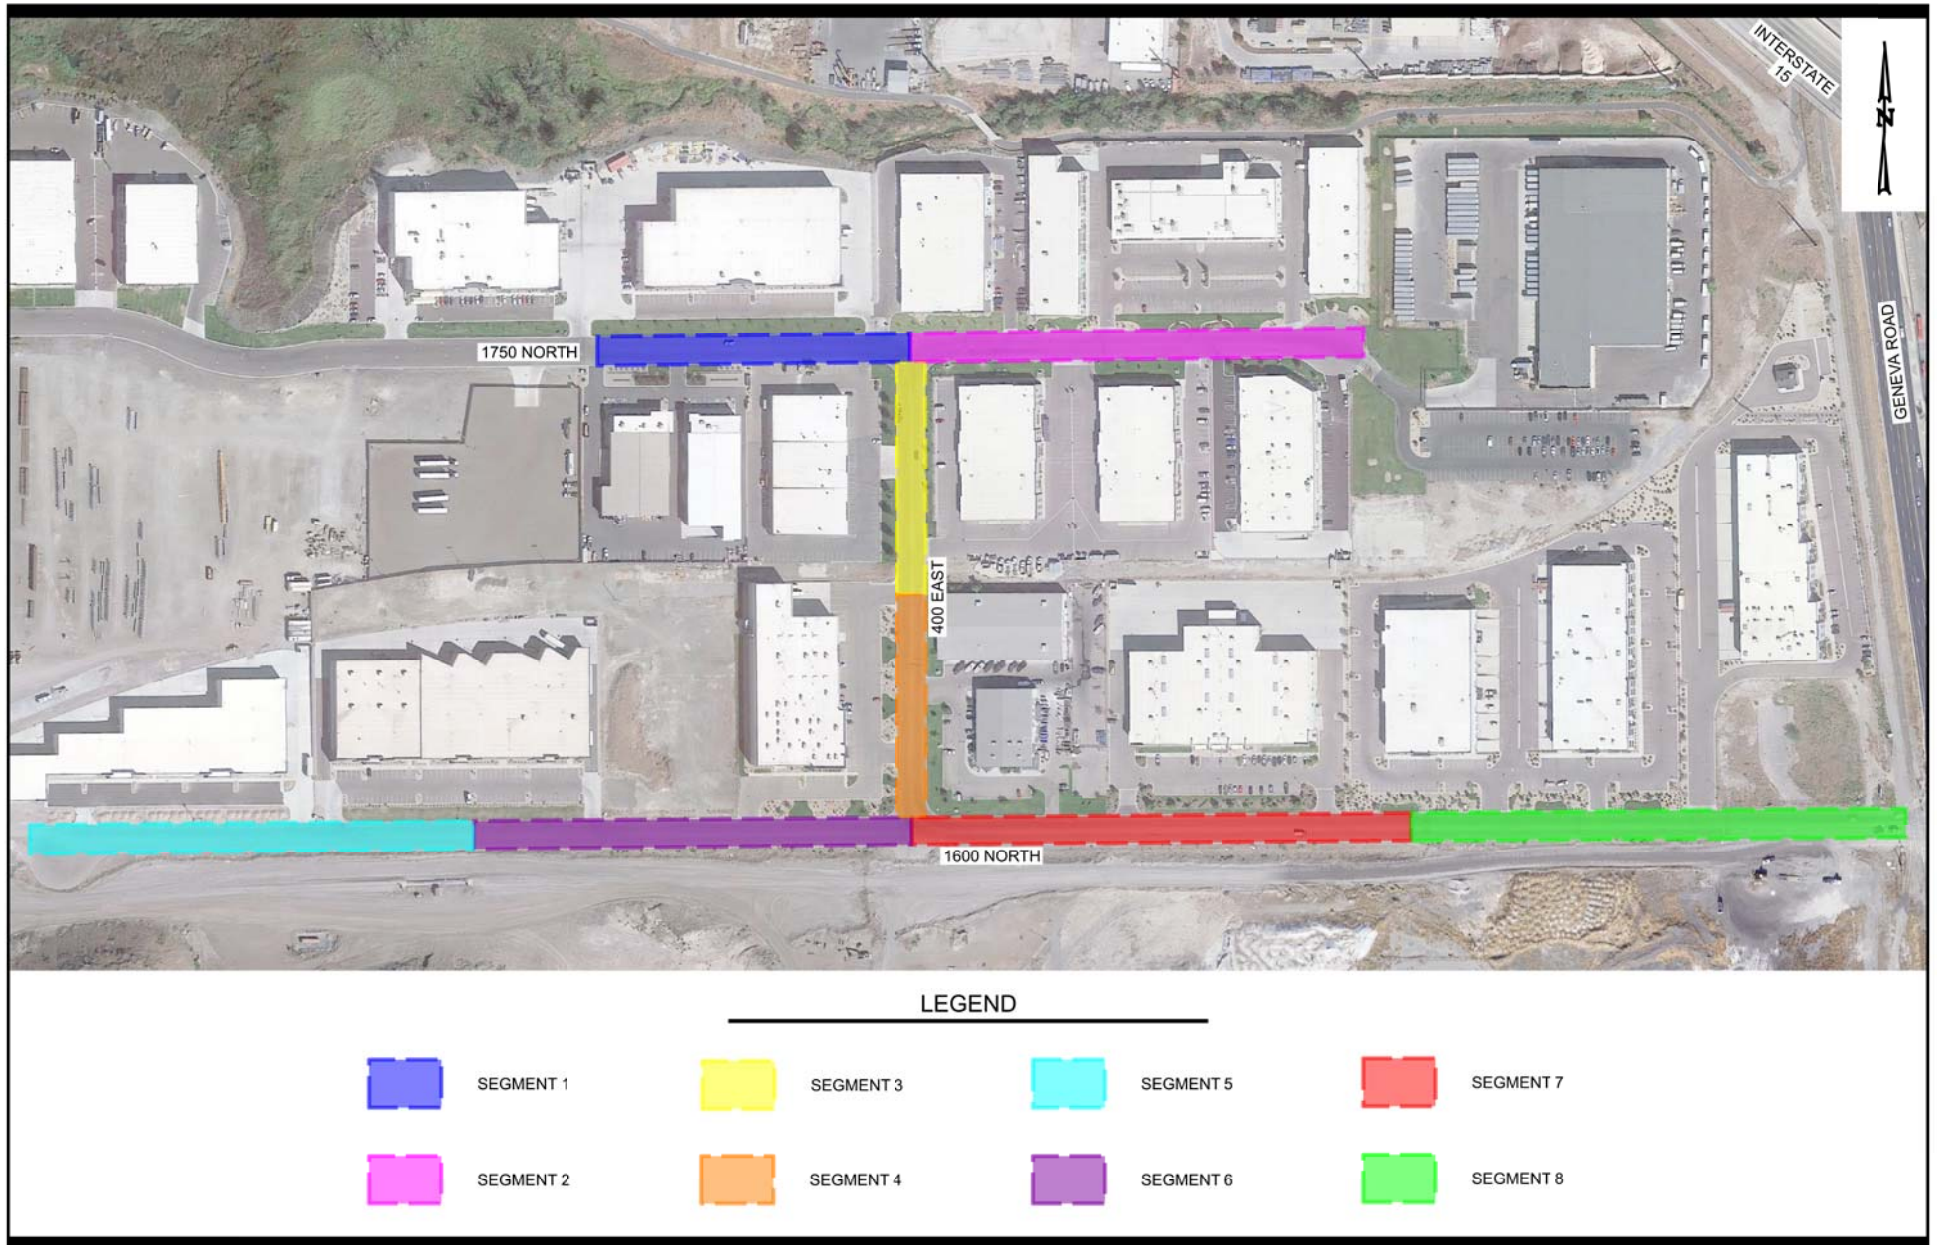 INTERSTATE
15
N
GENEVA ROAD
1750 NORTH
400 EAST
1600 NORTH
LEGEND
SEGMENT 1
SEGMENT 3
SEGMENT 5
SEGMENT 7
SEGMENT 2
SEGMENT 4
SEGMENT 6
SEGMENT 8